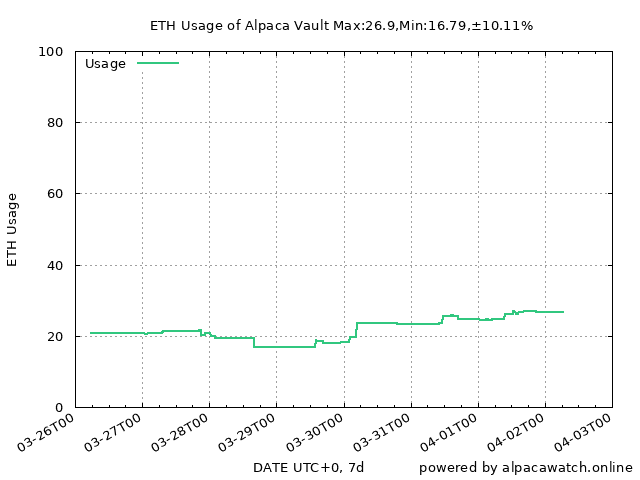 ETH Usage of Alpaca Vault Max:26.9,Min:16.79,±10.11%
Usage
100
80
60
40
20
0
ETH Usage
03-26T00
03-27T00
03-28T00
03-29T00
03-30T00
03-31T00
04-01T00
04-02T00
04-03T00
DATE UTC+0, 7d
powered by alpacawatch.online